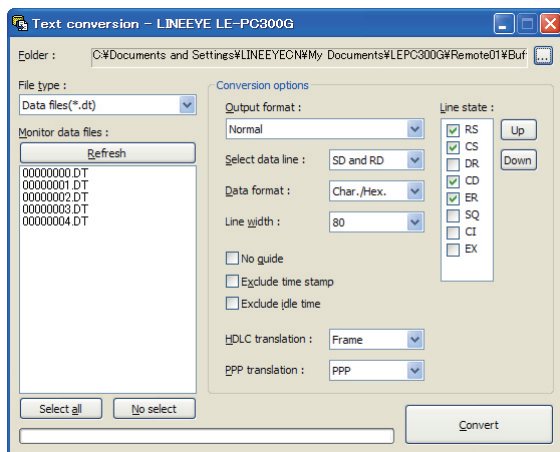 Text conversion - LINEEYE LE-PC300G
Folder :
C:¥Documents and Settings¥LINEEYECN¥My Documents¥LEPC300G¥Remote01¥Buf
...
File type :
Data files(*.dt)
Monitor data files :
Refresh
00000000.DT
00000001.DT
00000002.DT
00000003.DT
00000004.DT
Select all
No select
Conversion options
Output format :
Normal
Select data line :
SD and RD
Data format :
Char./Hex.
Line width :
80
No guide
Exclude time stamp
Exclude idle time
HDLC translation :
Frame
PPP translation :
PPP
Line state :
RS
CS
DR
CD
ER
SQ
CI
EX
Up
Down
Convert